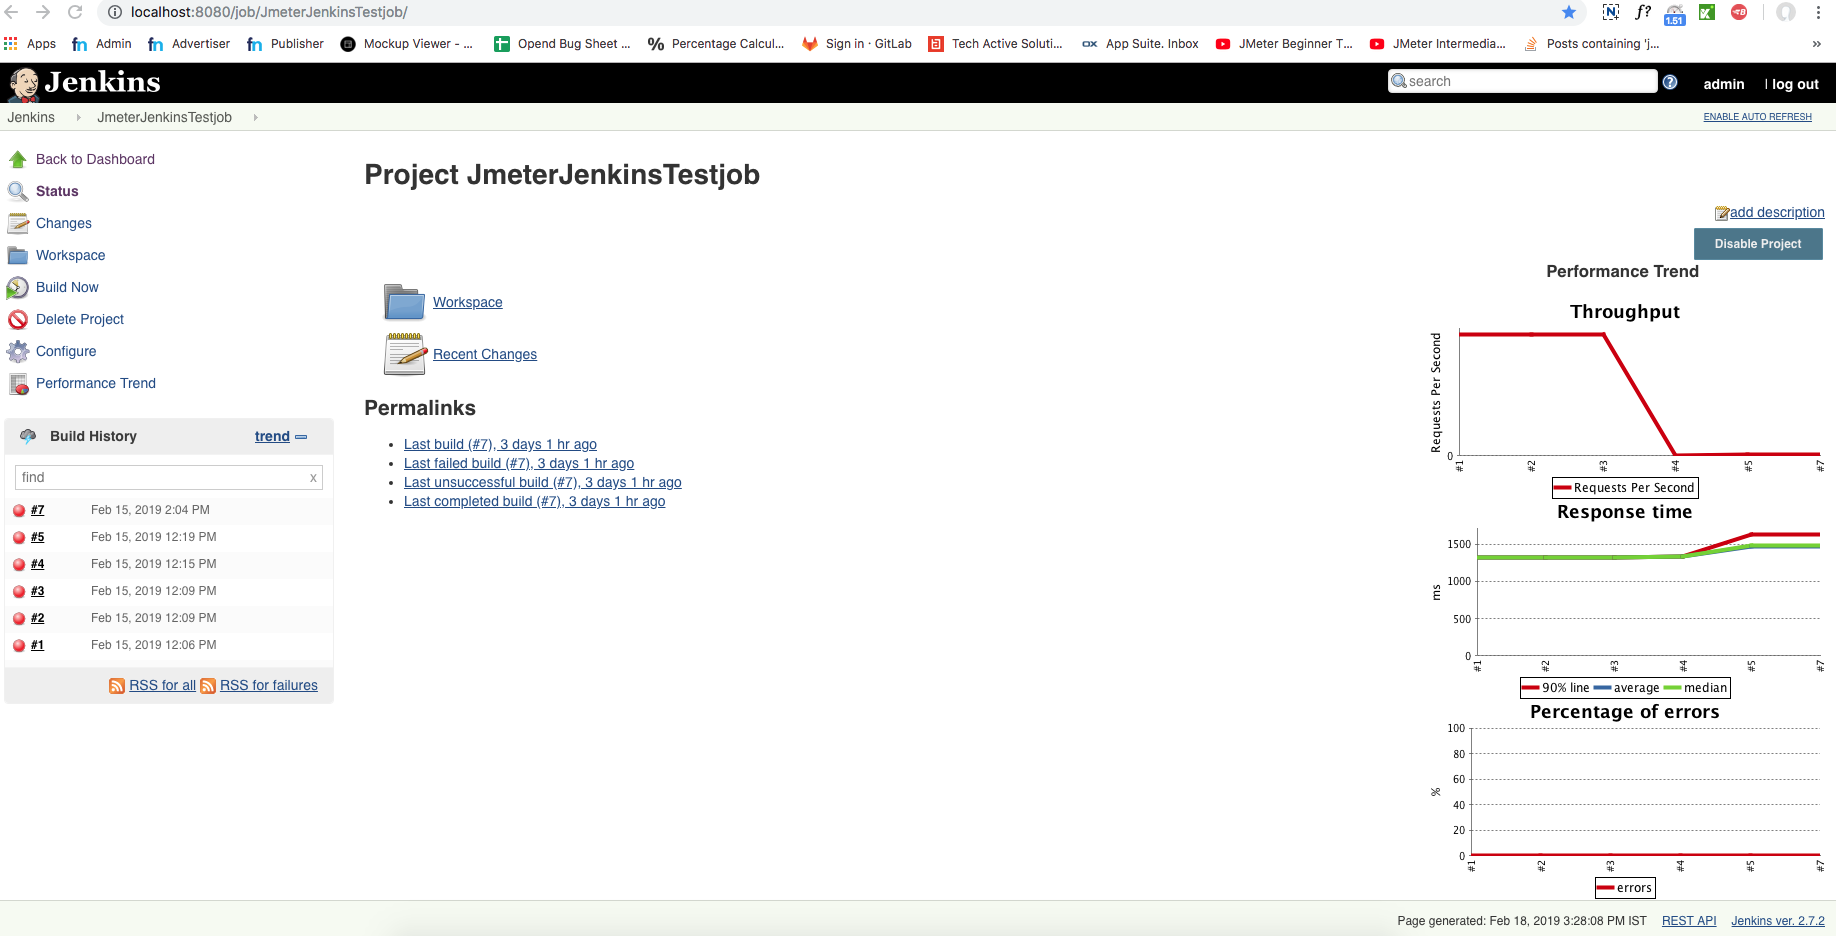 localhost:8080/job/JmeterJenkinsTestjob/
f?
1.51
Apps
fn Admin
fn Advertiser
fn Publisher
Mockup Viewer - ...
Opend Bug Sheet ...
% Percentage Calcul...
Sign in · GitLab
Tech Active Soluti...
OX App Suite. Inbox
JMeter Beginner T...
JMeter Intermedia...
Posts containing 'j...
»
Jenkins
search
?
admin
| log out
Jenkins
JmeterJenkinsTestjob
ENABLE AUTO REFRESH
Back to Dashboard
Status
Changes
Workspace
Build Now
Delete Project
Configure
Performance Trend
Build History
trend
find
x
#7 Feb 15, 2019 2:04 PM
#5 Feb 15, 2019 12:19 PM
#4 Feb 15, 2019 12:15 PM
#3 Feb 15, 2019 12:09 PM
#2 Feb 15, 2019 12:09 PM
#1 Feb 15, 2019 12:06 PM
RSS for all RSS for failures
Project JmeterJenkinsTestjob
add description
Disable Project
Workspace
Recent Changes
Permalinks
• Last build (#7), 3 days 1 hr ago
• Last failed build (#7), 3 days 1 hr ago
• Last unsuccessful build (#7), 3 days 1 hr ago
• Last completed build (#7), 3 days 1 hr ago
Performance Trend
Throughput
Requests Per Second
0
#1 #2 #3 #4 #5 #7
Requests Per Second
Response time
ms
1500
1000
500
0
#1 #2 #3 #4 #5 #7
90% line average median
Percentage of errors
%
100
80
60
40
20
0
#1 #2 #3 #4 #5 #7
errors
Page generated: Feb 18, 2019 3:28:08 PM IST
REST API
Jenkins ver. 2.7.2